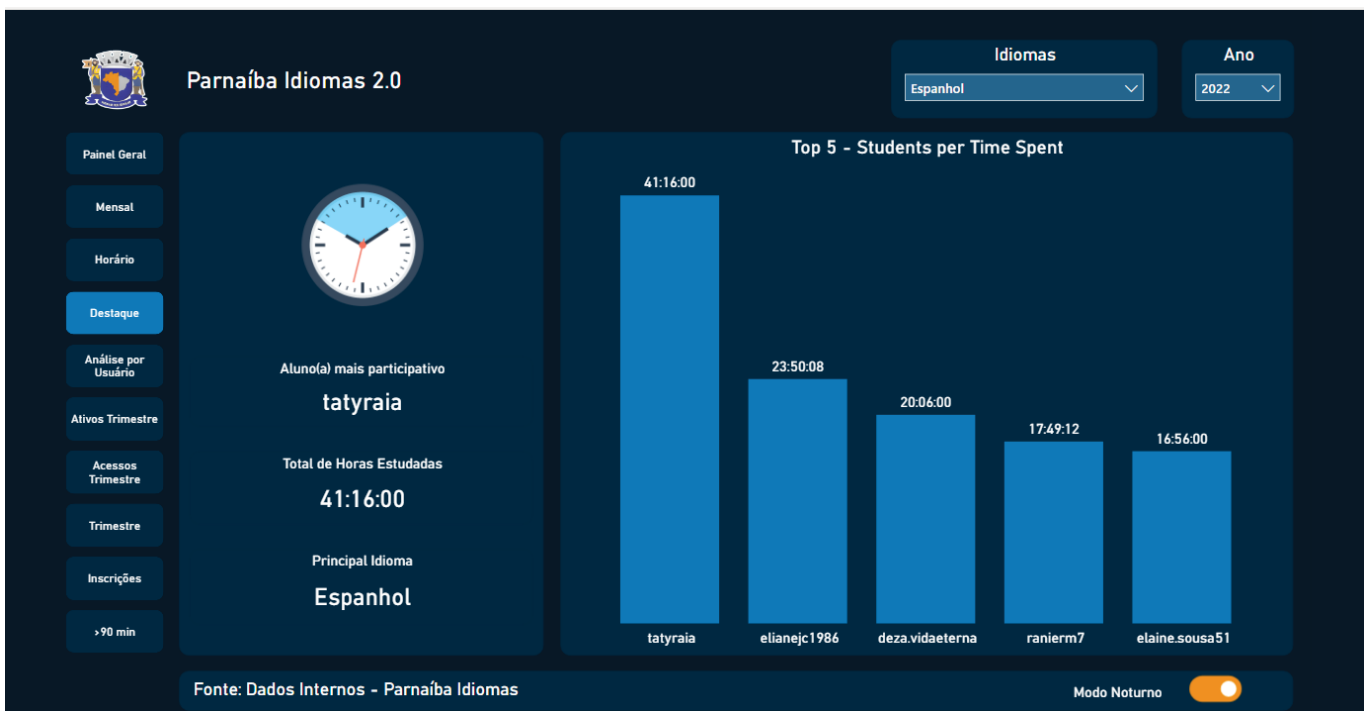 Parnaíba Idiomas 2.0
Idiomas
Espanhol
Ano
2022
Painel Geral
Mensal
Horário
Destaque
Análise por
Usuário
Ativos Trimestre
Acessos
Trimestre
Trimestre
Inscrições
>90 min
Aluno(a) mais participativo
tatyraia
Total de Horas Estudadas
41:16:00
Principal Idioma
Espanhol
Top 5 - Students per Time Spent
41:16:00
23:50:08
20:06:00
17:49:12
16:56:00
tatyraia
elianejc1986
deza.vidaeterna
ranierm7
elaine.sousa51
Fonte: Dados Internos - Parnaíba Idiomas
Modo Noturno